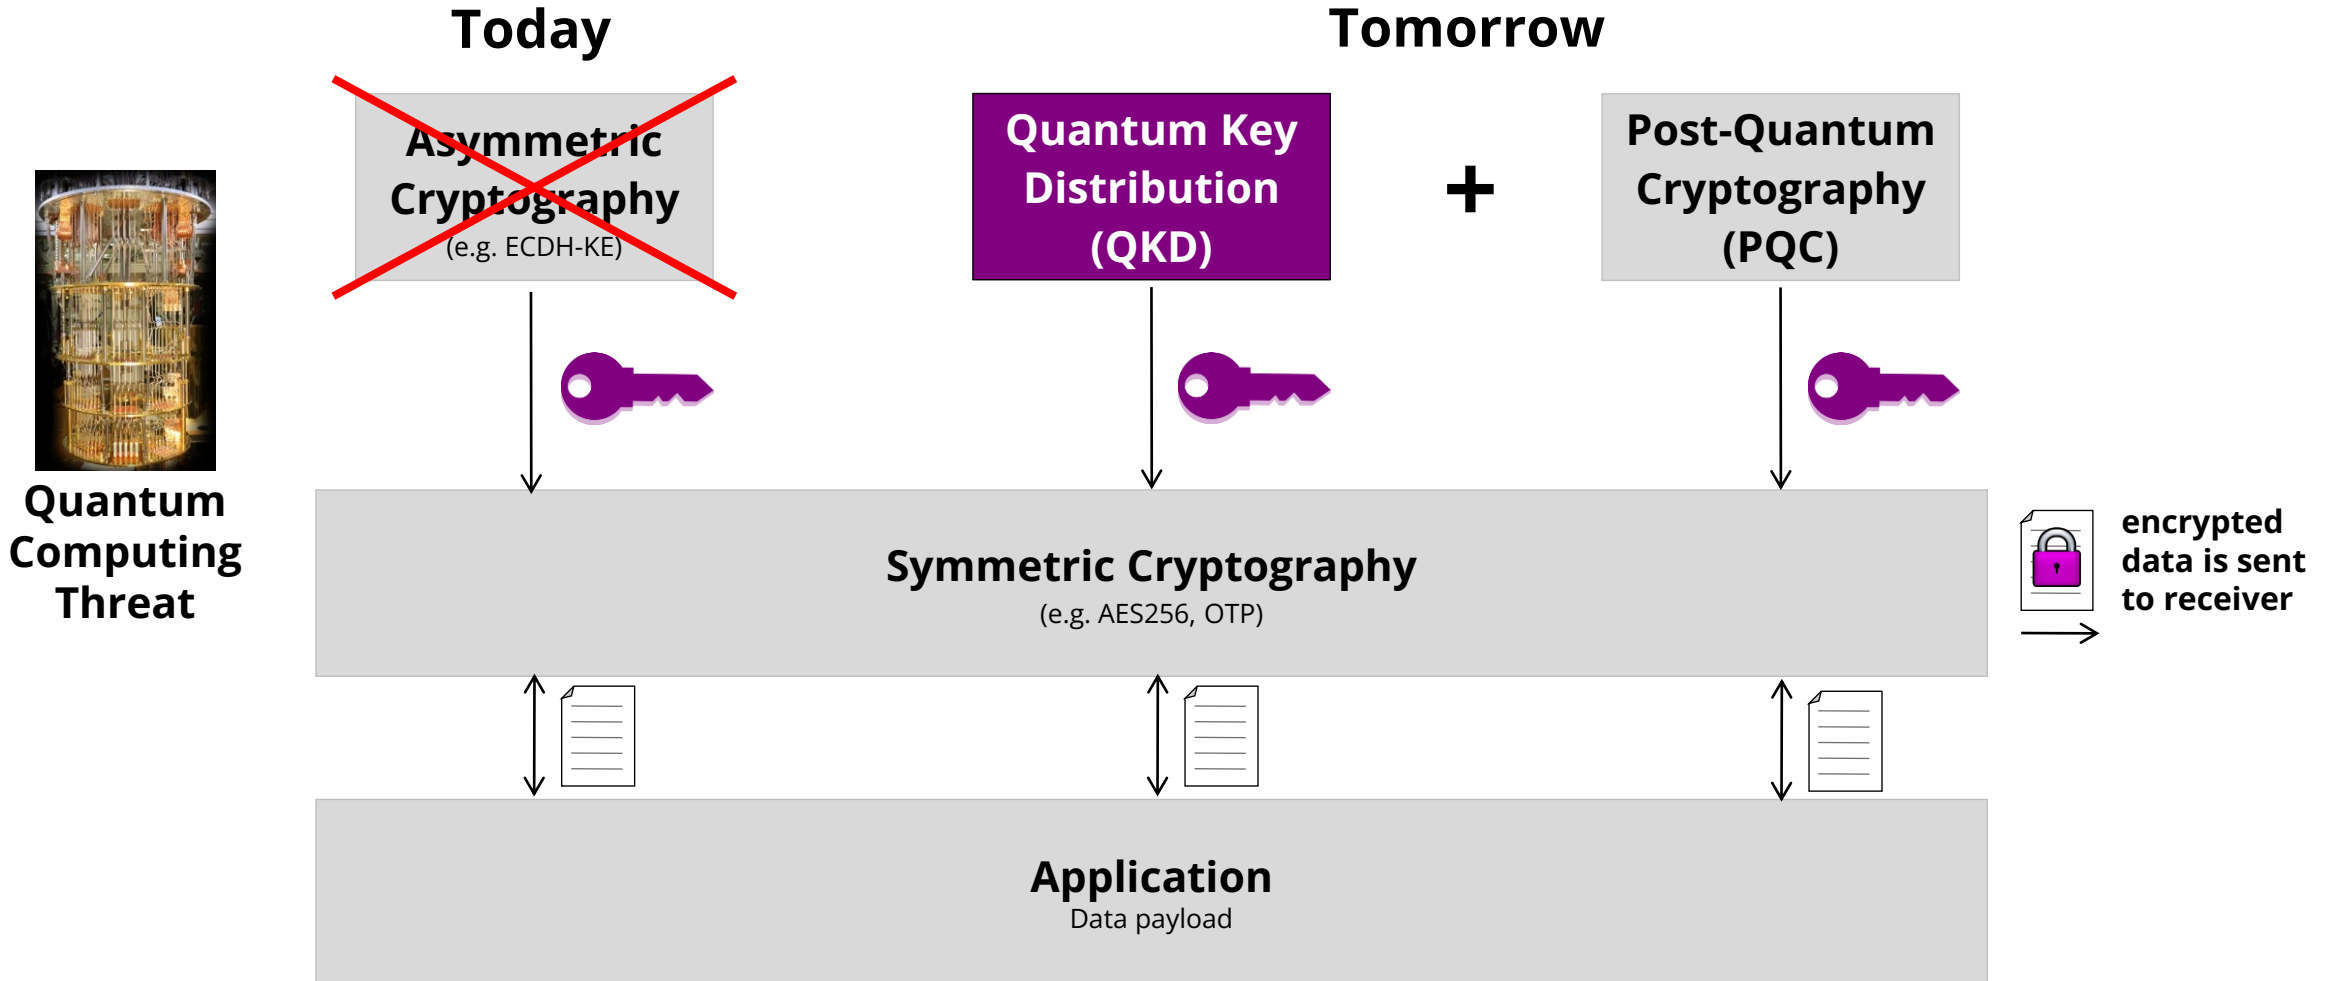 Today
Tomorrow
Asymmetric
Cryptography
(e.g. ECDH-KE)
Quantum Key
Distribution
(QKD)
+
Post-Quantum
Cryptography
(PQC)
Quantum
Computing
Threat
Symmetric Cryptography
(e.g. AES256, OTP)
encrypted
data is sent
to receiver
Application
Data payload